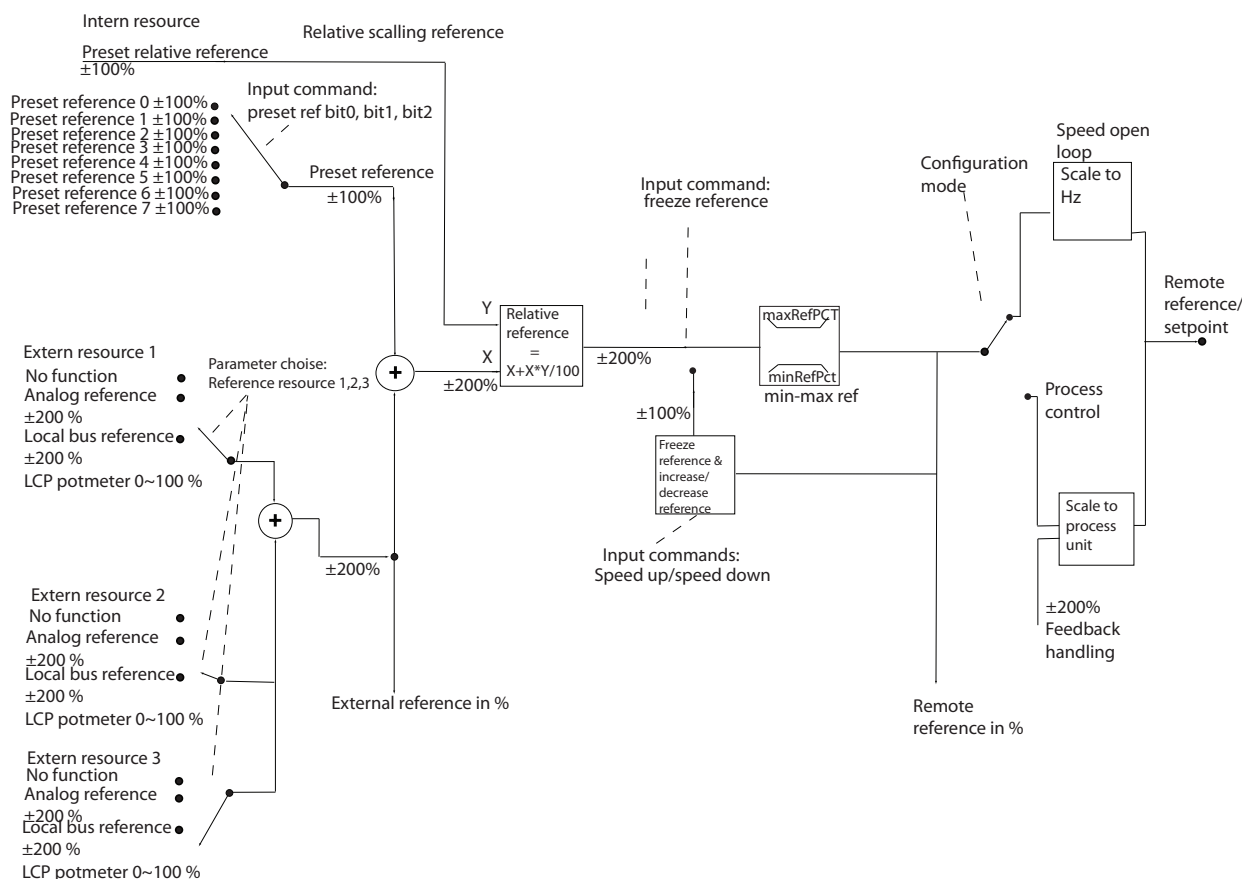 Intern resource
Relative scalling reference
Preset relative reference
±100%
Input command:
preset ref bit0, bit1, bit2
Preset reference 0 ±100%
Preset reference 1 ±100%
Preset reference 2 ±100%
Preset reference 3 ±100%
Preset reference 4 ±100%
Preset reference 5 ±100%
Preset reference 6 ±100%
Preset reference 7 ±100%
Preset reference
±100%
Input command:
freeze reference
Configuration
mode
Speed open
loop
Scale to
Hz
Remote
reference/
setpoint
Y
X
±200%
Relative
reference
=
X+X*Y/100
±200%
maxRefPCT
minRefPct
min-max ref
±100%
Freeze
reference &
increase/
decrease
reference
Input commands:
Speed up/speed down
Process
control
Scale to
process
unit
±200%
Feedback
handling
Remote
reference in %
Extern resource 1
No function
Analog reference
±200 %
Local bus reference
±200 %
LCP potmeter 0~100 %
Parameter choise:
Reference resource 1,2,3
+
+
±200%
External reference in %
Extern resource 2
No function
Analog reference
±200 %
Local bus reference
±200 %
LCP potmeter 0~100 %
Extern resource 3
No function
Analog reference
±200 %
Local bus reference
±200 %
LCP potmeter 0~100 %